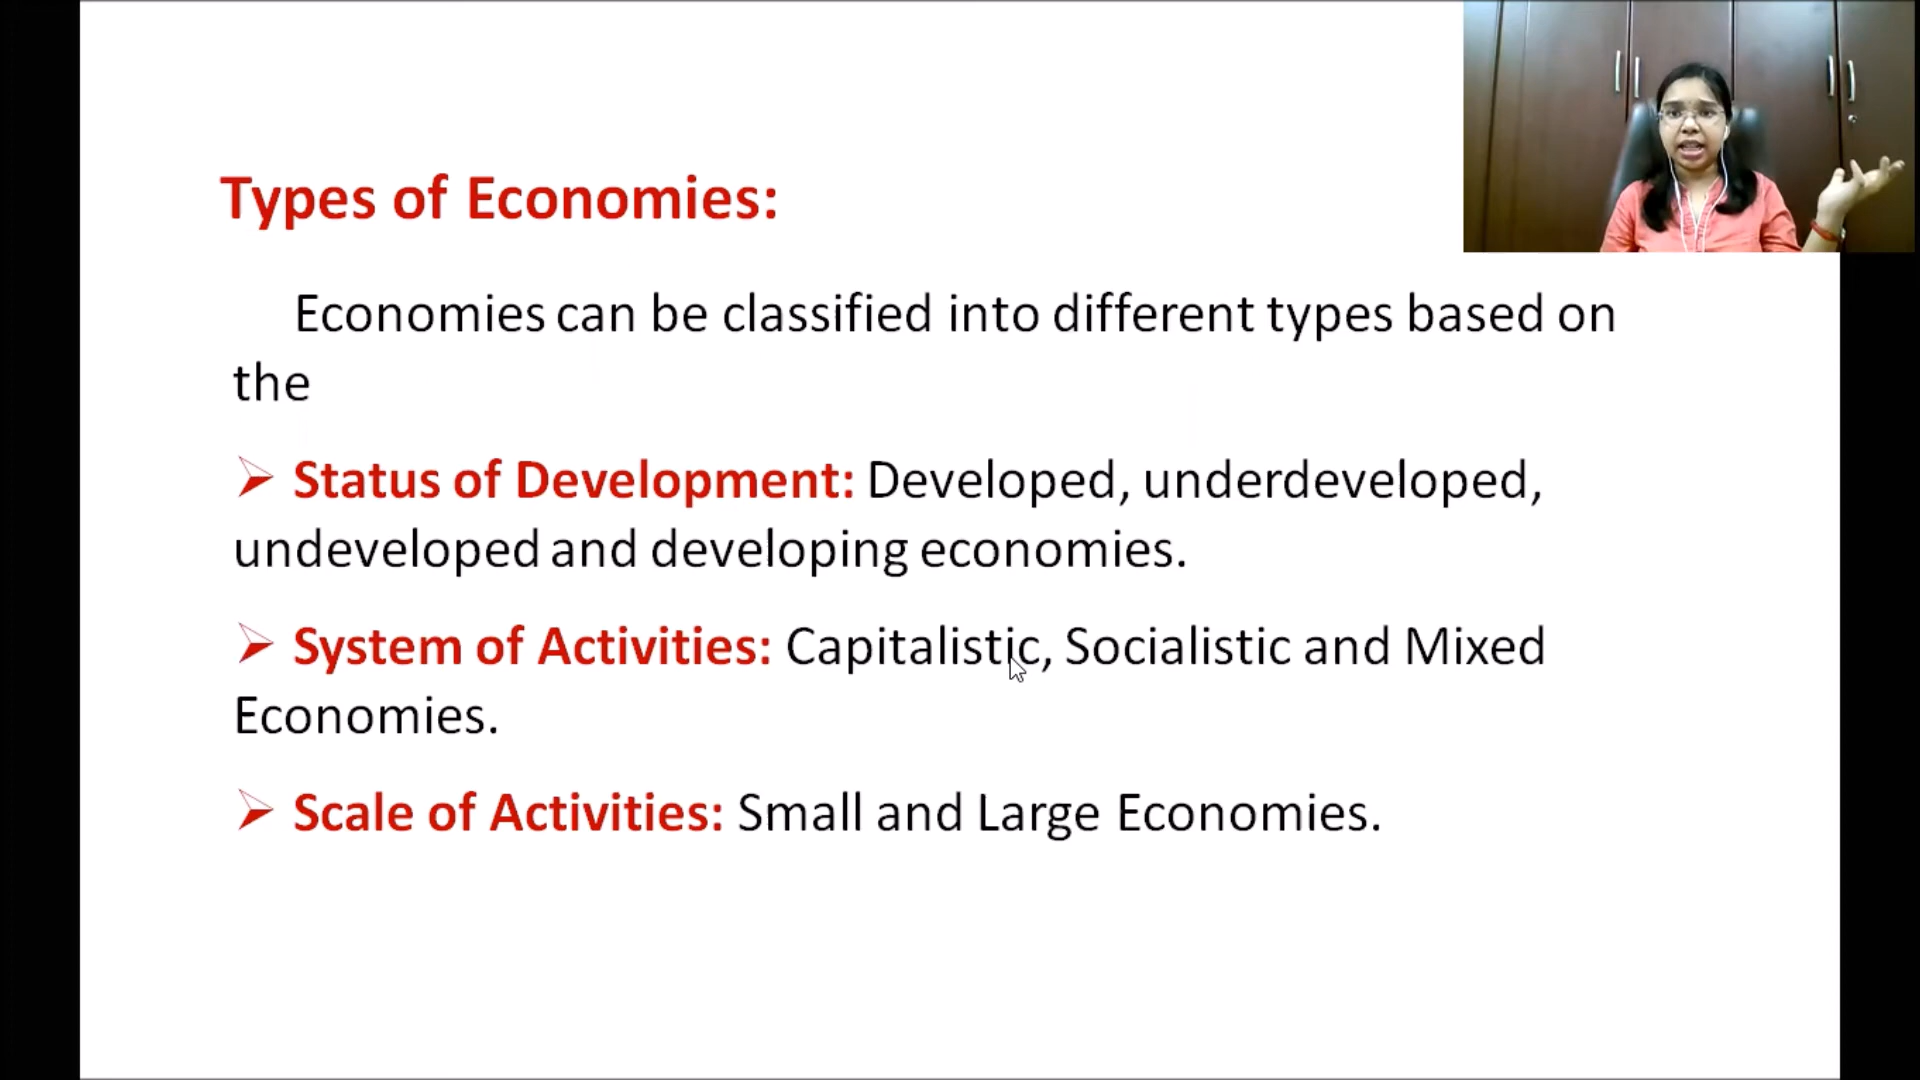 Types of Economies:
Economies can be classified into different types based on
the
Status of Development: Developed, underdeveloped,
undeveloped and developing economies.
System of Activities: Capitalistic, Socialistic and Mixed
Economies.
Scale of Activities: Small and Large Economies.